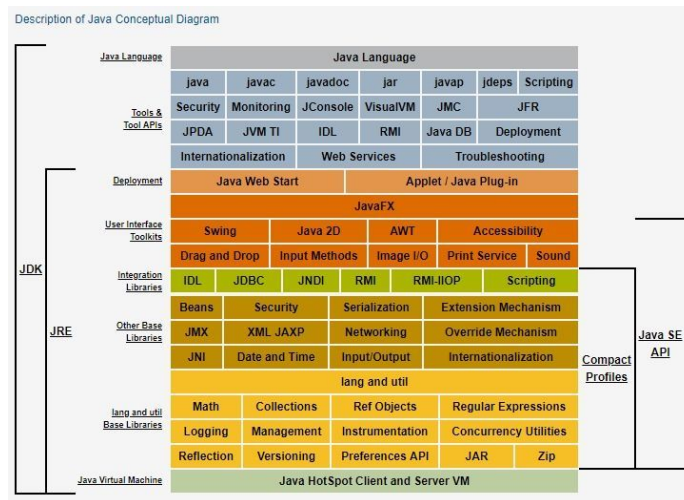 Description of Java Conceptual Diagram
Java Language Java Language
java javac javadoc jar javap jdeps Scripting
Security Monitoring JConsole VisualVM JMC JFR
Tools &
Tool APIs
JPDA JVM TI IDL RMI Java DB Deployment
Internationalization Web Services Troubleshooting
Deployment Java Web Start Applet / Java Plug-in
JavaFX
User Interface
Toolkits
Swing Java 2D AWT Accessibility
Drag and Drop Input Methods Image I/O Print Service Sound
Integration
Libraries
IDL JDBC JNDI RMI RMI-IIOP Scripting
JDK
JRE
Beans Security Serialization Extension Mechanism
Other Base
Libraries
JMX XML JAXP Networking Override Mechanism
JNI Date and Time Input/Output Internationalization
Java SE
API
Compact
Profiles
lang and util
lang and util
Base Libraries
Math Collections Ref Objects Regular Expressions
Logging Management Instrumentation Concurrency Utilities
Reflection Versioning Preferences API JAR Zip
Java Virtual Machine Java HotSpot Client and Server VM